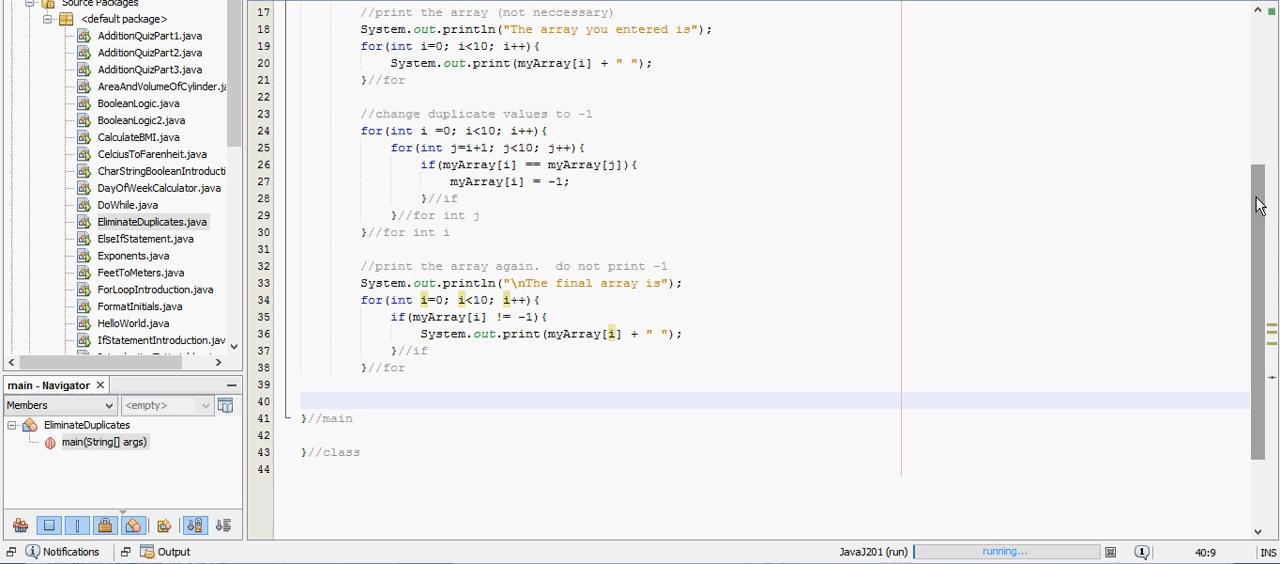 Source Packages
<default package>
AdditionQuizPart1.java
AdditionQuizPart2.java
AdditionQuizPart3.java
AreaAndVolumeOfCylinder.ja
BooleanLogic.java
BooleanLogic2.java
CalculateBMI.java
CelciusToFarenheit.java
CharStringBooleanIntroducti
DayOfWeekCalculator.java
DoWhile.java
EliminateDuplicates.java
ElseIfStatement.java
Exponents.java
FeetToMeters.java
ForLoopIntroduction.java
FormatInitials.java
HelloWorld.java
IfStatementIntroduction.jav
main - Navigator
Members <empty>
EliminateDuplicates
main(String[] args)
17 //print the array (not neccessary)
18 System.out.println("The array you entered is");
19 for(int i=0; i<10; i++){
20 System.out.print(myArray[i] + " ");
21 }//for
22
23 //change duplicate values to -1
24 for(int i =0; i<10; i++){
25 for(int j=i+1; j<10; j++){
26 if(myArray[i] == myArray[j]){
27 myArray[i] = -1;
28 }//if
29 }//for int j
30 }//for int i
31
32 //print the array again.  do not print -1
33 System.out.println("\nThe final array is");
34 for(int i=0; i<10; i++){
35 if(myArray[i] != -1){
36 System.out.print(myArray[i] + " ");
37 }//if
38 }//for
39
40
41 }//main
42
43 }//class
44
Notifications Output JavaJ201 (run) running... 40:9 INS